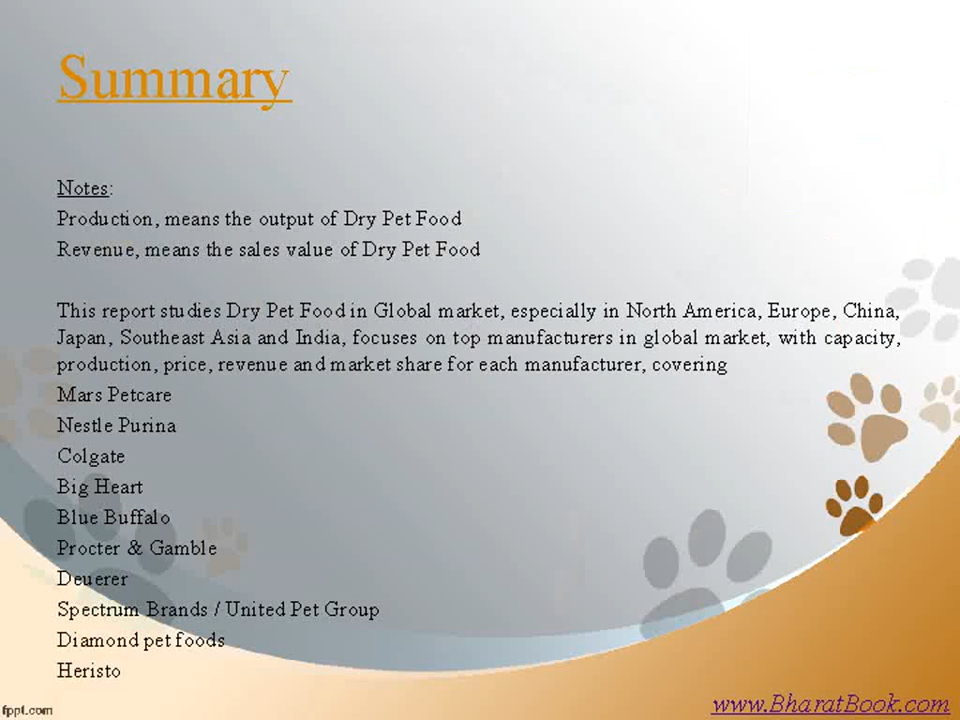 Summary
Notes:
Production, means the output of Dry Pet Food
Revenue, means the sales value of Dry Pet Food
This report studies Dry Pet Food in Global market, especially in North America, Europe, China,
Japan, Southeast Asia and India, focuses on top manufacturers in global market, with capacity,
production, price, revenue and market share for each manufacturer, covering
Mars Petcare
Nestle Purina
Colgate
Big Heart
Blue Buffalo
Procter & Gamble
Deuerer
Spectrum Brands / United Pet Group
Diamond pet foods
Heristo
www.BharatBook.com
fppt.com